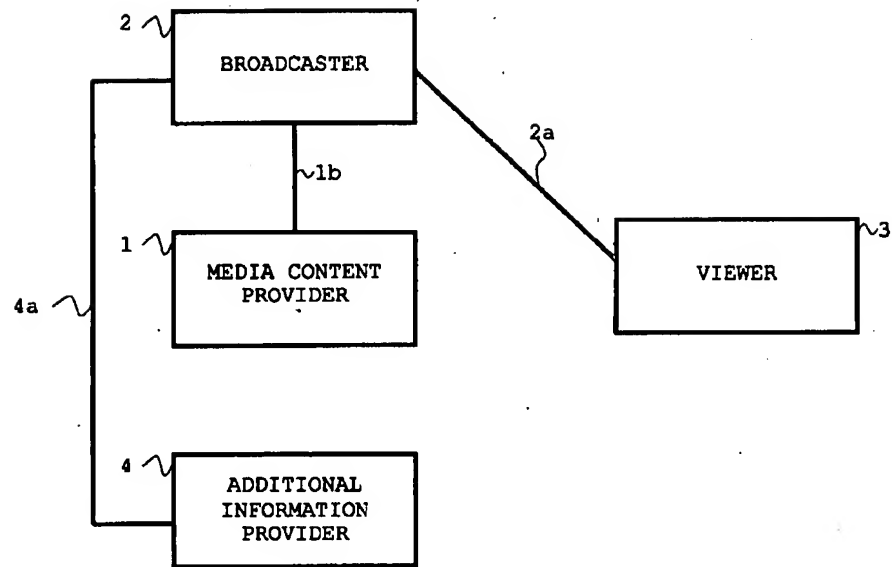 2
BROADCASTER
2a
1b
1
MEDIA CONTENT
PROVIDER
3
VIEWER
4a
4
ADDITIONAL
INFORMATION
PROVIDER